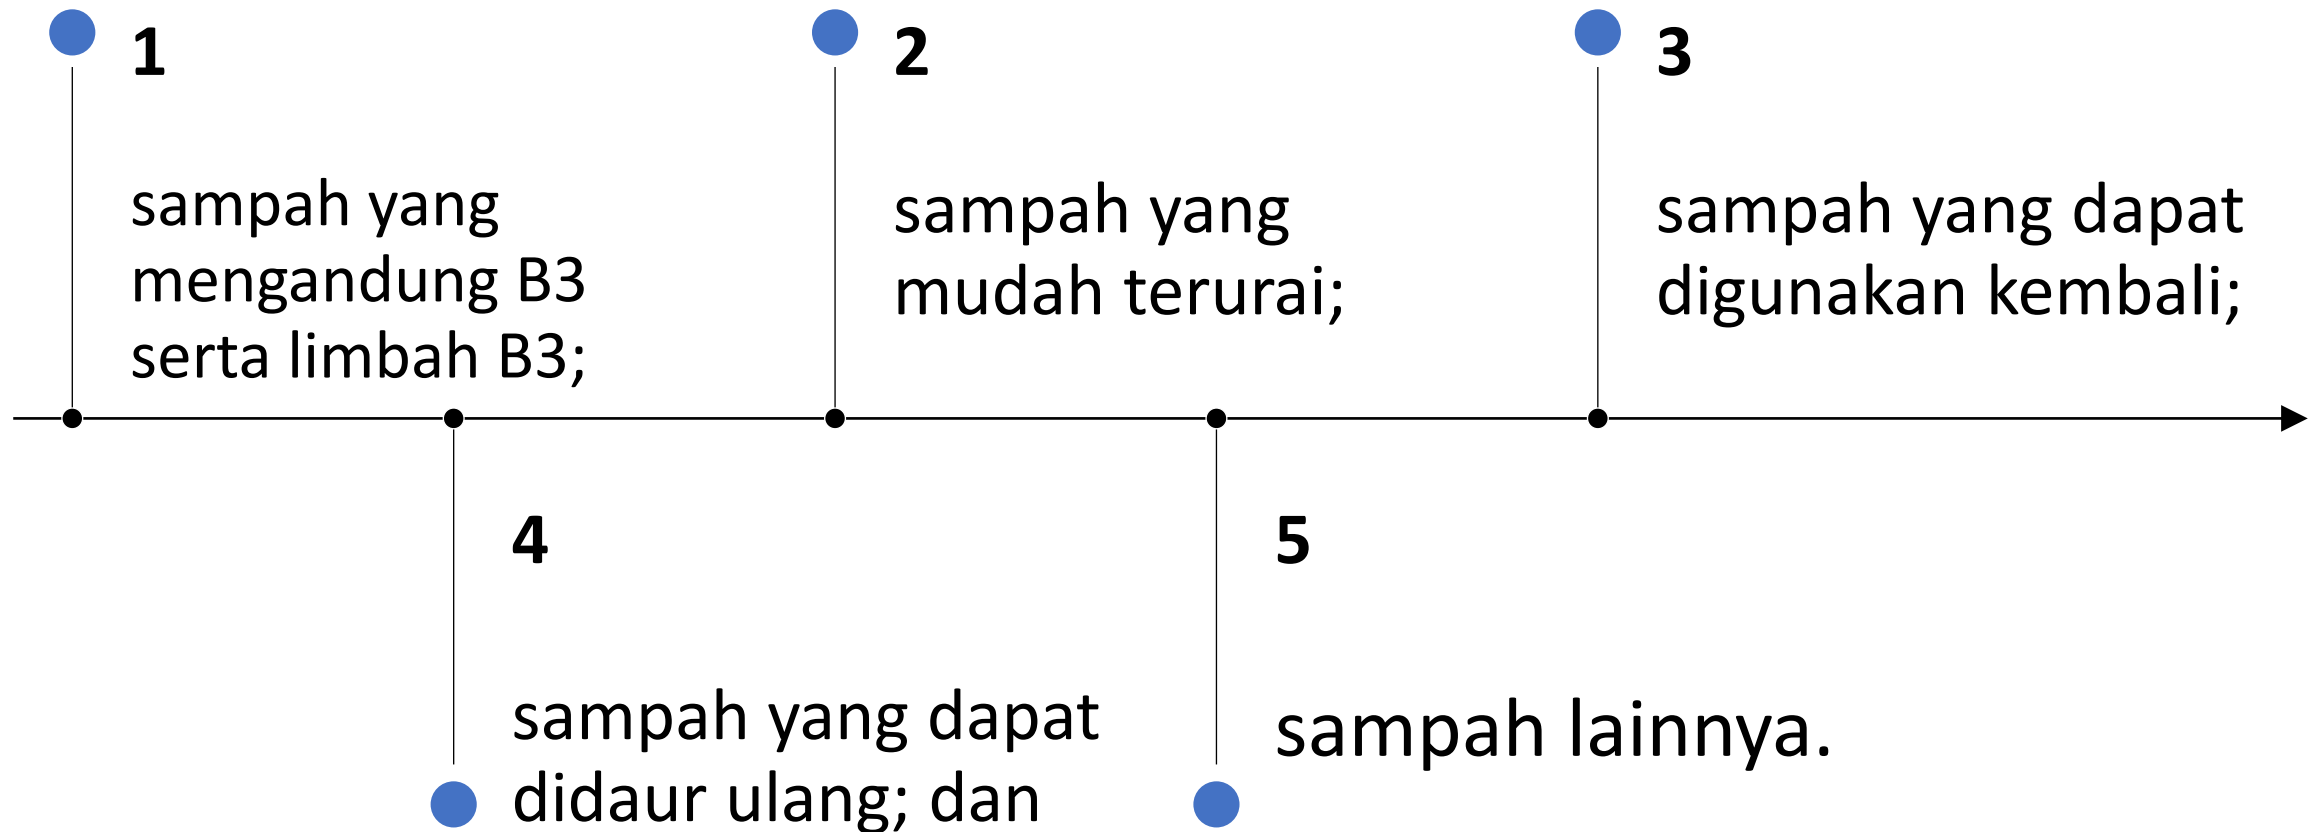 1
sampah yang
mengandung B3
serta limbah B3;
2
sampah yang
mudah terurai;
3
sampah yang dapat
digunakan kembali;
4
sampah yang dapat
didaur ulang; dan
5
sampah lainnya.